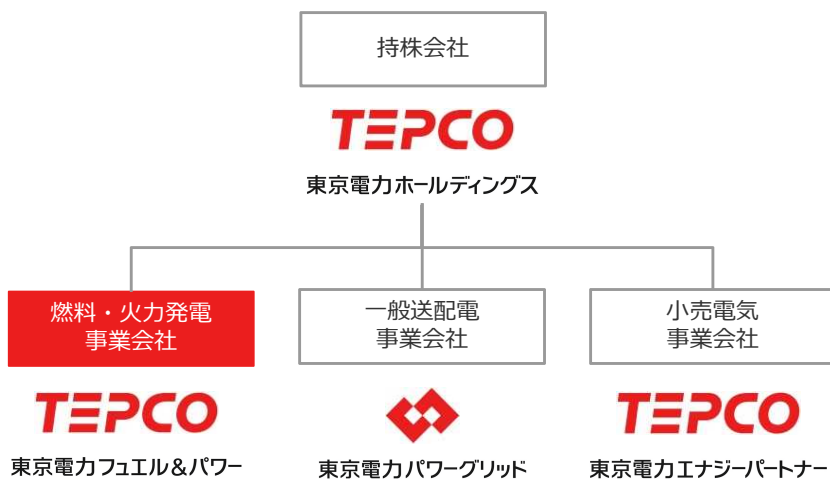 持株会社
TEPCO
東京電力ホールディングス
燃料・火力発電
事業会社
一般送配電
事業会社
小売電気
事業会社
TEPCO
東京電力フュエル&パワー
東京電力パワーグリッド
TEPCO
東京電力エナジーパートナー